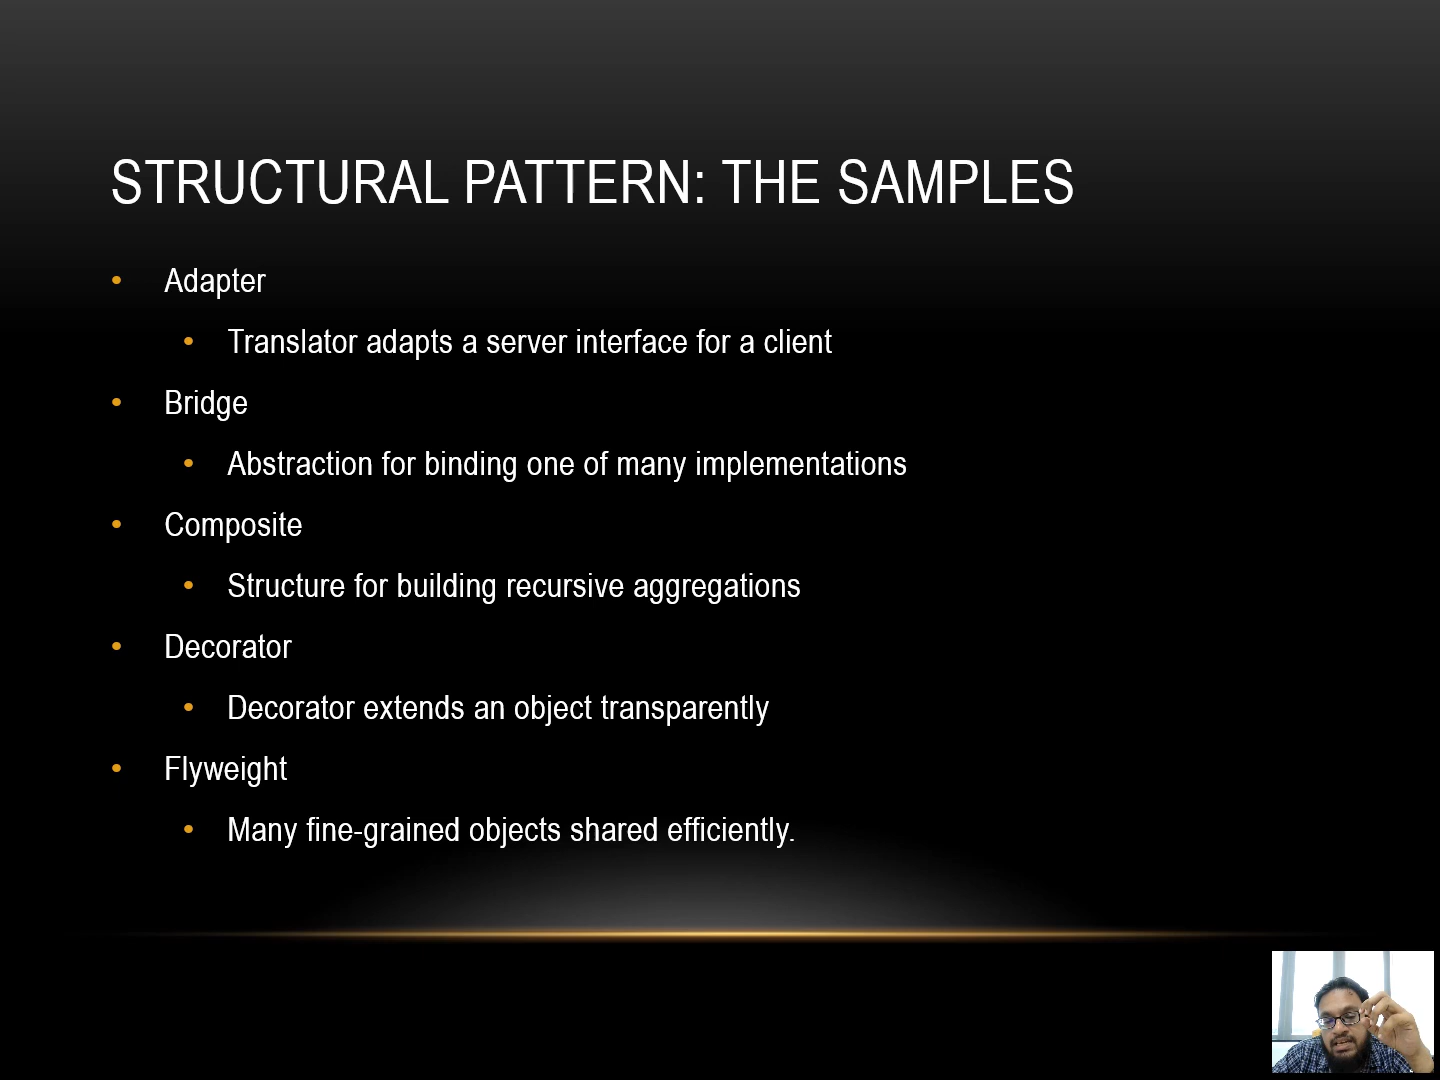 STRUCTURAL PATTERN: THE SAMPLES
• Adapter
• Translator adapts a server interface for a client
• Bridge
• Abstraction for binding one of many implementations
• Composite
• Structure for building recursive aggregations
• Decorator
• Decorator extends an object transparently
• Flyweight
• Many fine-grained objects shared efficiently.